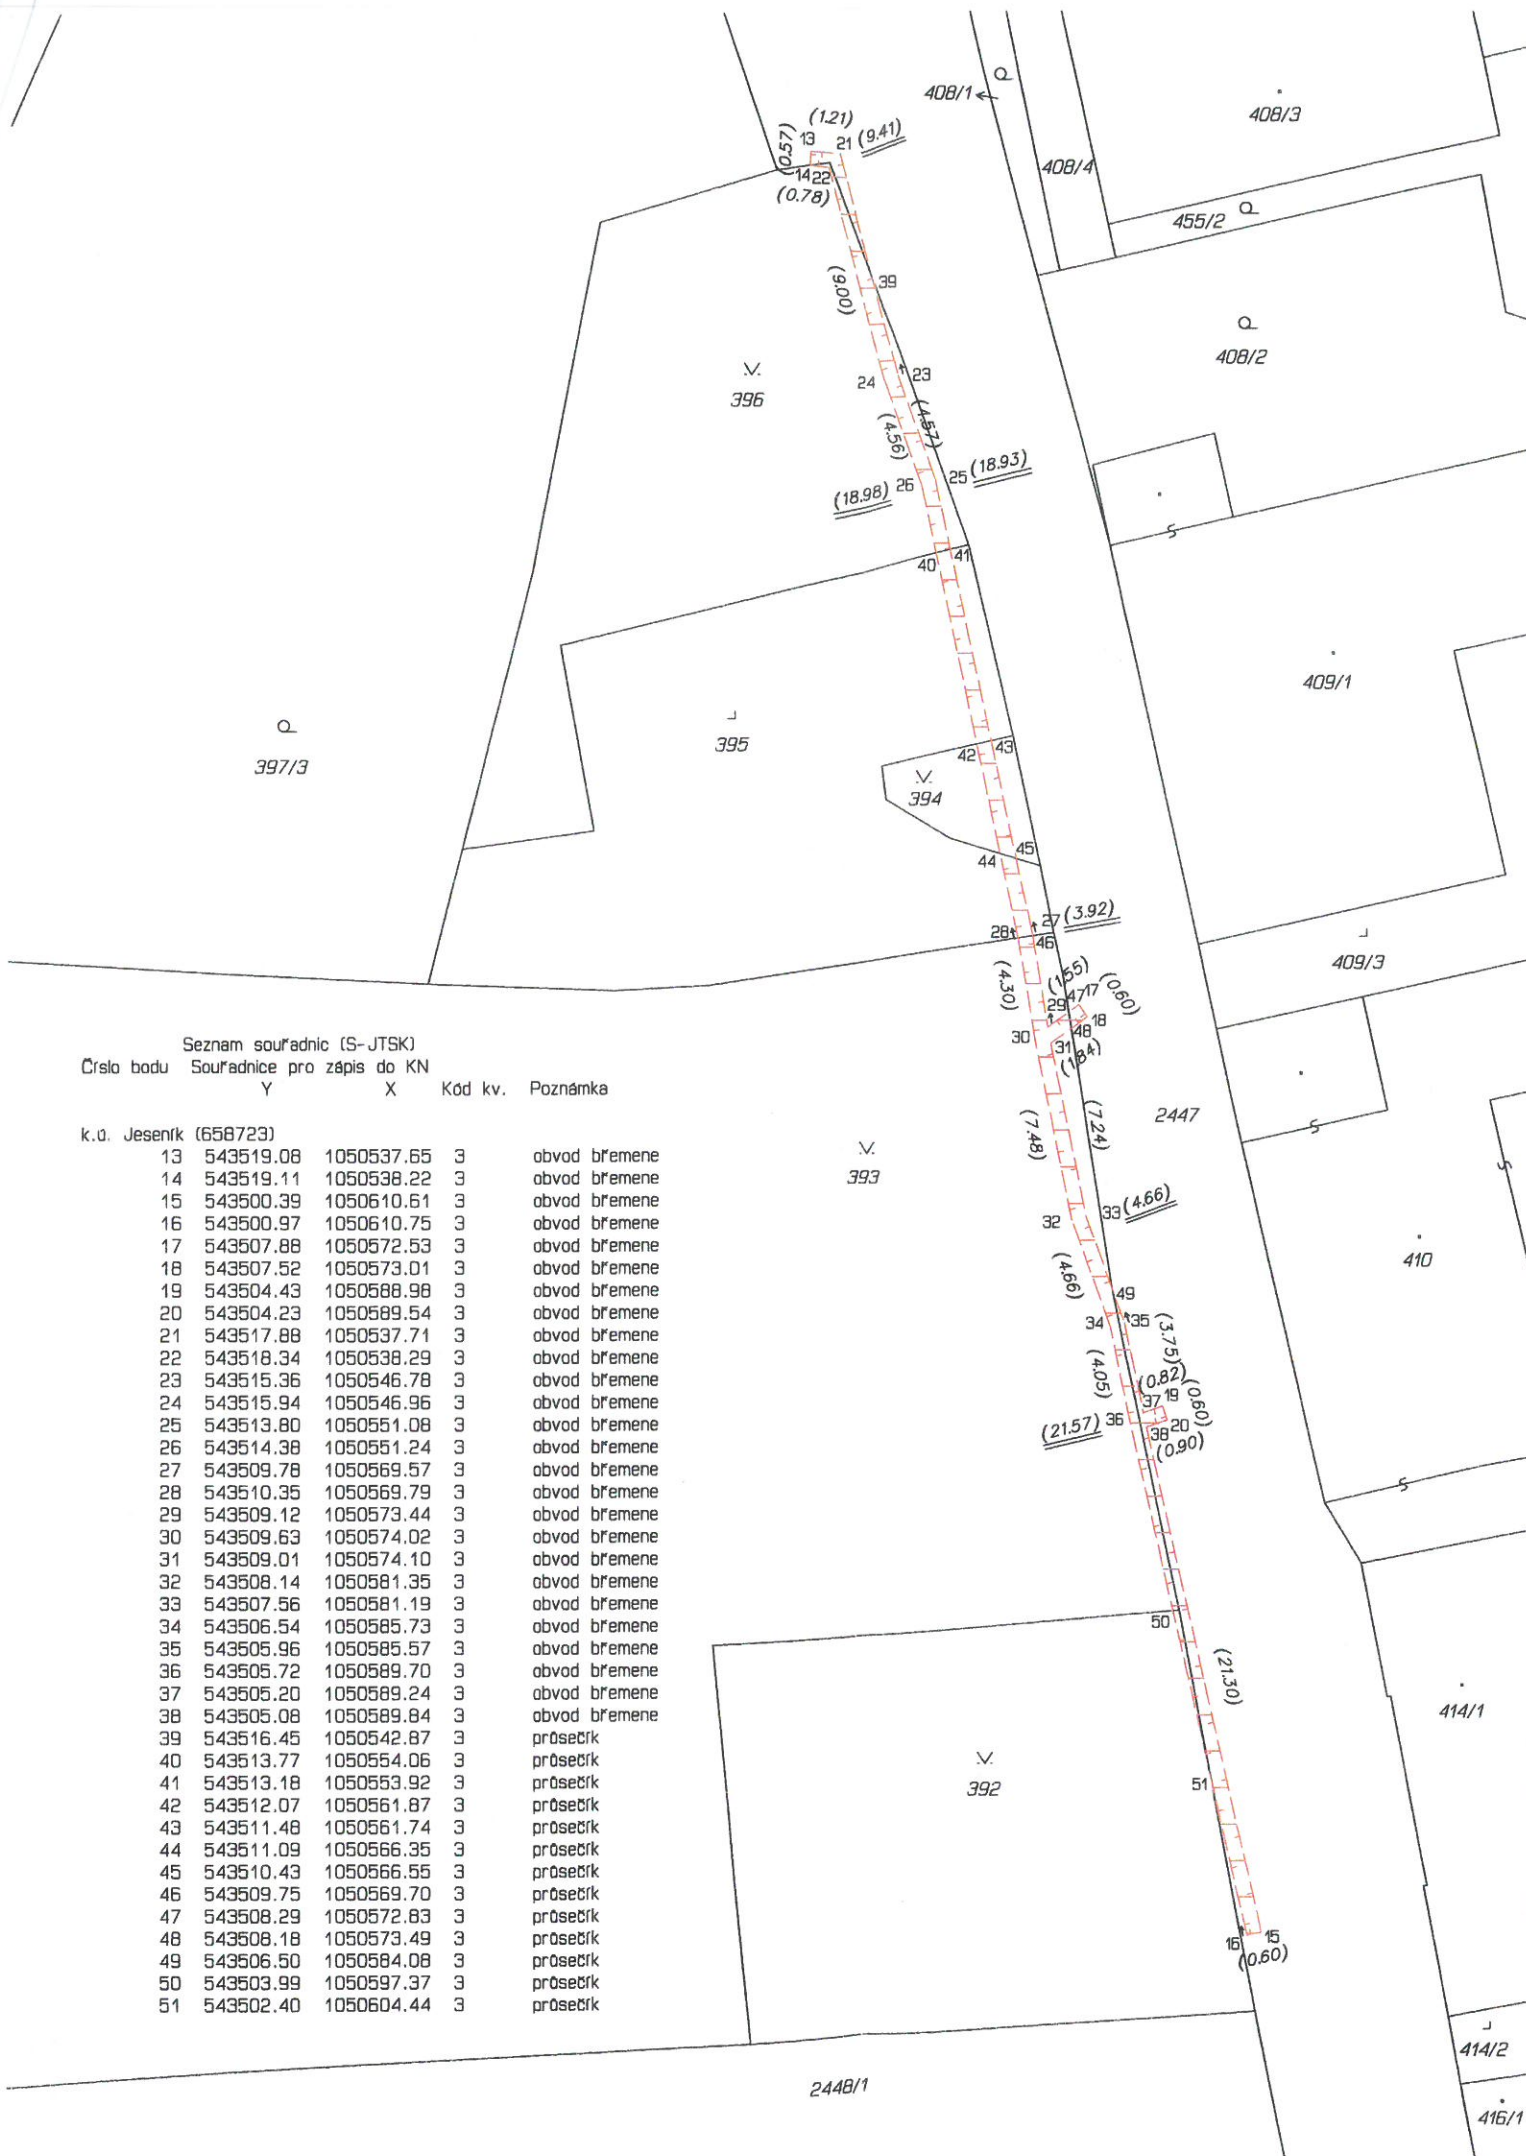 408/1
408/3
(1.21)
(0.57)
13
21
(9.41)
14
22
(0.78)
408/4
455/2
39
(9.00)
408/2
24
23
396
(4.57)
(4.56)
25
(18.93)
26
(18.98)
40
41
409/1
395
42
43
397/3
394
45
44
27
(3.92)
28
46
409/3
(4.30)
(1.55)
47
17
(0.60)
29
18
30
48
31
(1.84)
(7.48)
(7.24)
2447
393
33
(4.66)
32
410
(4.66)
49
34
35
(3.75)
(4.05)
(0.82)
(0.60)
37
19
(21.57)
36
38
20
(0.90)
50
(21.30)
414/1
392
51
16
15
(0.60)
414/2
2448/1
416/1
Seznam souřadnic (S-JTSK)
Číslo bodu Souřadnice pro zápis do KN
Y X Kód kv. Poznámka
k.ú. Jeseník (658723)
13 543519.08 1050537.65 3 obvod břemene
14 543519.11 1050538.22 3 obvod břemene
15 543500.39 1050610.61 3 obvod břemene
16 543500.97 1050610.75 3 obvod břemene
17 543507.88 1050572.53 3 obvod břemene
18 543507.52 1050573.01 3 obvod břemene
19 543504.43 1050588.98 3 obvod břemene
20 543504.23 1050589.54 3 obvod břemene
21 543517.88 1050537.71 3 obvod břemene
22 543518.34 1050538.29 3 obvod břemene
23 543515.36 1050546.78 3 obvod břemene
24 543515.94 1050546.96 3 obvod břemene
25 543513.80 1050551.08 3 obvod břemene
26 543514.38 1050551.24 3 obvod břemene
27 543509.78 1050569.57 3 obvod břemene
28 543510.35 1050569.79 3 obvod břemene
29 543509.12 1050573.44 3 obvod břemene
30 543509.63 1050574.02 3 obvod břemene
31 543509.01 1050574.10 3 obvod břemene
32 543508.14 1050581.35 3 obvod břemene
33 543507.56 1050581.19 3 obvod břemene
34 543506.54 1050585.73 3 obvod břemene
35 543505.96 1050585.57 3 obvod břemene
36 543505.72 1050589.70 3 obvod břemene
37 543505.20 1050589.24 3 obvod břemene
38 543505.08 1050589.84 3 obvod břemene
39 543516.45 1050542.87 3 průsečík
40 543513.77 1050554.06 3 průsečík
41 543513.18 1050553.92 3 průsečík
42 543512.07 1050561.87 3 průsečík
43 543511.48 1050561.74 3 průsečík
44 543511.09 1050566.35 3 průsečík
45 543510.43 1050566.55 3 průsečík
46 543509.75 1050569.70 3 průsečík
47 543508.29 1050572.83 3 průsečík
48 543508.18 1050573.49 3 průsečík
49 543506.50 1050584.08 3 průsečík
50 543503.99 1050597.37 3 průsečík
51 543502.40 1050604.44 3 průsečík